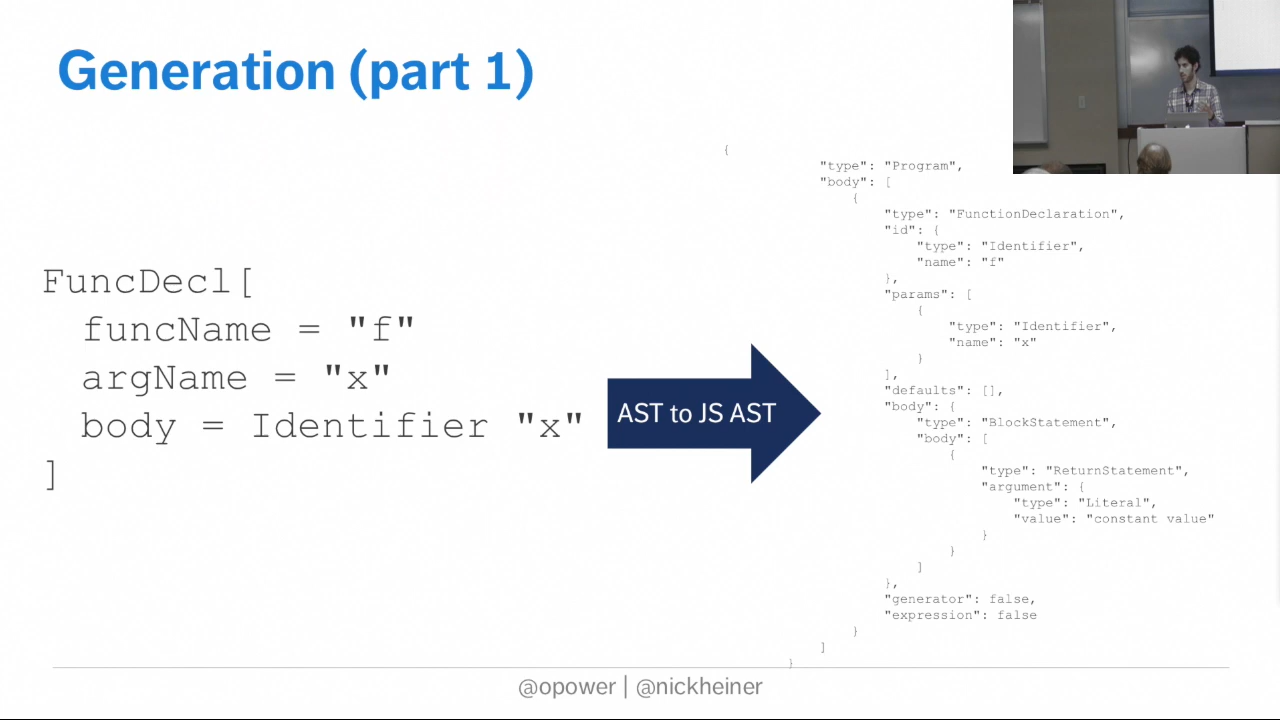 Generation (part 1)
FuncDecl[
funcName = "f"
argName = "x"
body = Identifier "x"
]
AST to JS AST
{
"type": "Program",
"body": [
{
"type": "FunctionDeclaration",
"id": {
"type": "Identifier",
"name": "f"
},
"params": [
{
"type": "Identifier",
"name": "x"
}
],
"defaults": [],
"body": {
"type": "BlockStatement",
"body": [
{
"type": "ReturnStatement",
"argument": {
"type": "Literal",
"value": "constant value"
}
}
]
},
"generator": false,
"expression": false
}
]
}
@opower | @nickheiner